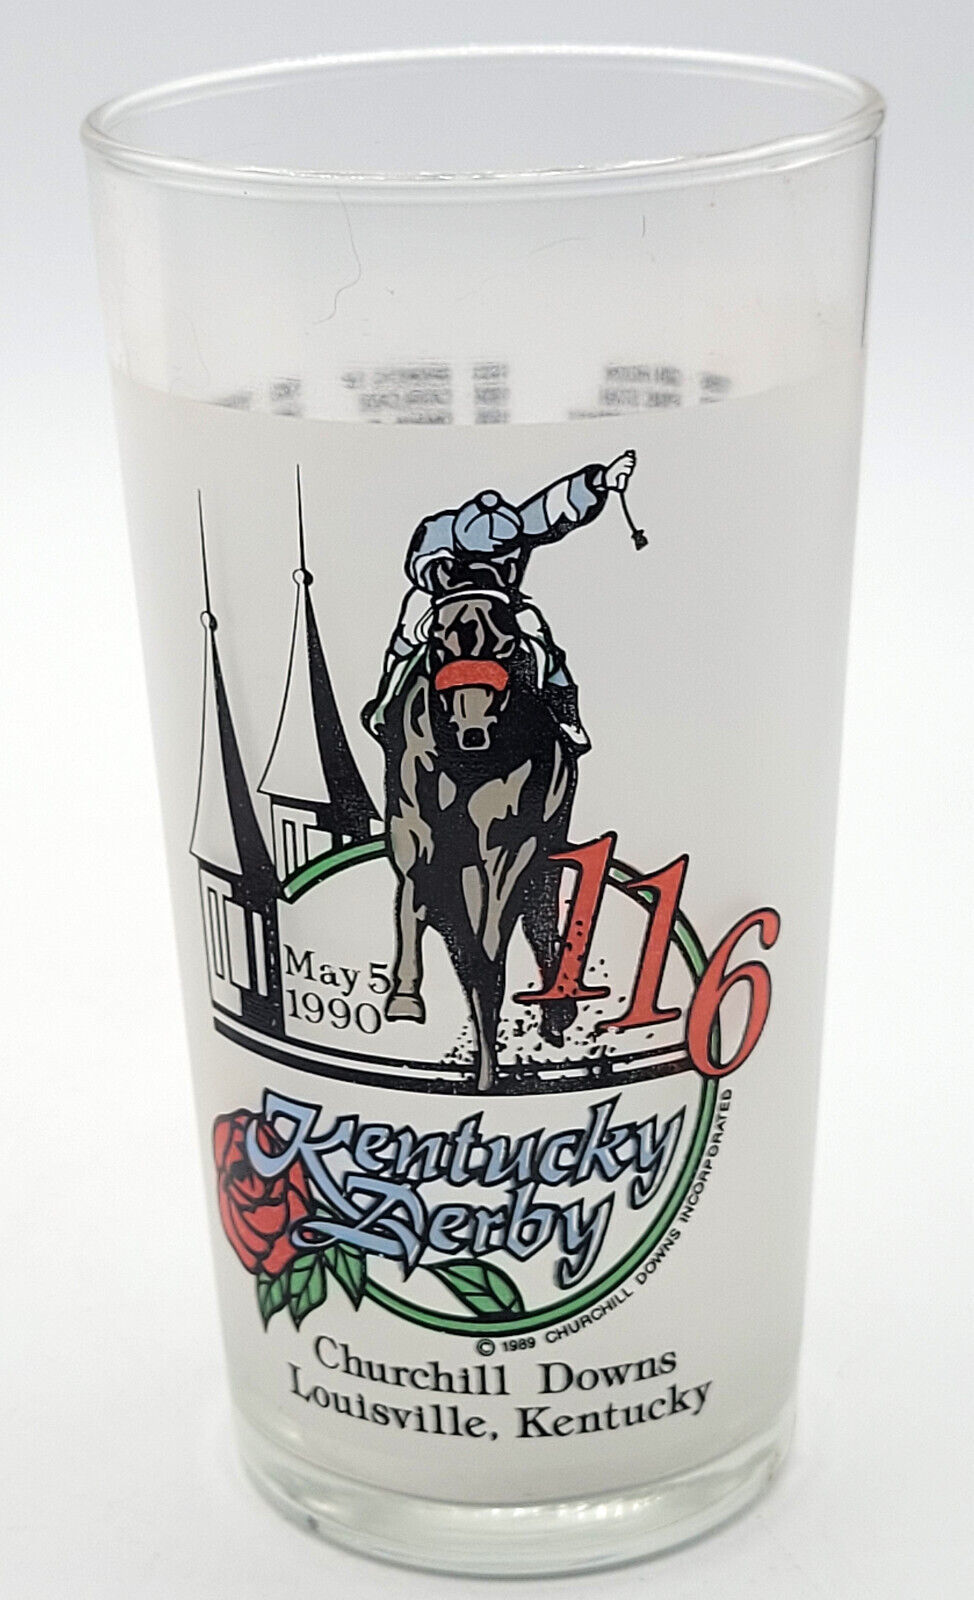 116
May 5
1990
Kentucky
Derby
© 1989 CHURCHILL DOWNS INCORPORATED
Churchill Downs
Louisville, Kentucky